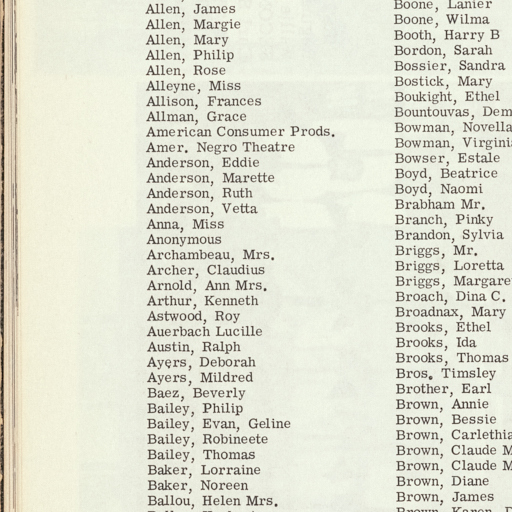 Allen, James
Allen, Margie
Allen, Mary
Allen, Philip
Allen, Rose
Alleyne, Miss
Allison, Frances
Allman, Grace
American Consumer Prods.
Amer. Negro Theatre
Anderson, Eddie
Anderson, Marette
Anderson, Ruth
Anderson, Vetta
Anna, Miss
Anonymous
Archambeau, Mrs.
Archer, Claudius
Arnold, Ann Mrs.
Arthur, Kenneth
Astwood, Roy
Auerbach Lucille
Austin, Ralph
Ayers, Deborah
Ayers, Mildred
Baez, Beverly
Bailey, Philip
Bailey, Evan, Geline
Bailey, Robineete
Bailey, Thomas
Baker, Lorraine
Baker, Noreen
Ballou, Helen Mrs.
Boone, Lanier
Boone, Wilma
Booth, Harry B
Bordon, Sarah
Bossier, Sandra
Bostick, Mary
Boukight, Ethel
Bountouvas, Dem
Bowman, Novella
Bowman, Virgini
Bowser, Estale
Boyd, Beatrice
Boyd, Naomi
Brabham Mr.
Branch, Pinky
Brandon, Sylvia
Briggs, Mr.
Briggs, Loretta
Briggs, Margare
Broach, Dina C.
Broadnax, Mary
Brooks, Ethel
Brooks, Ida
Brooks, Thomas
Bros. Timsley
Brother, Earl
Brown, Annie
Brown, Bessie
Brown, Carlethia
Brown, Claude M
Brown, Claude M
Brown, Diane
Brown, James
Brown, Karen